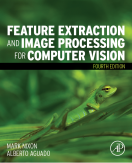 FEATURE EXTRACTION
AND IMAGE PROCESSING
FOR COMPUTER VISION
FOURTH EDITION
MARK NIXON
ALBERTO AGUADO